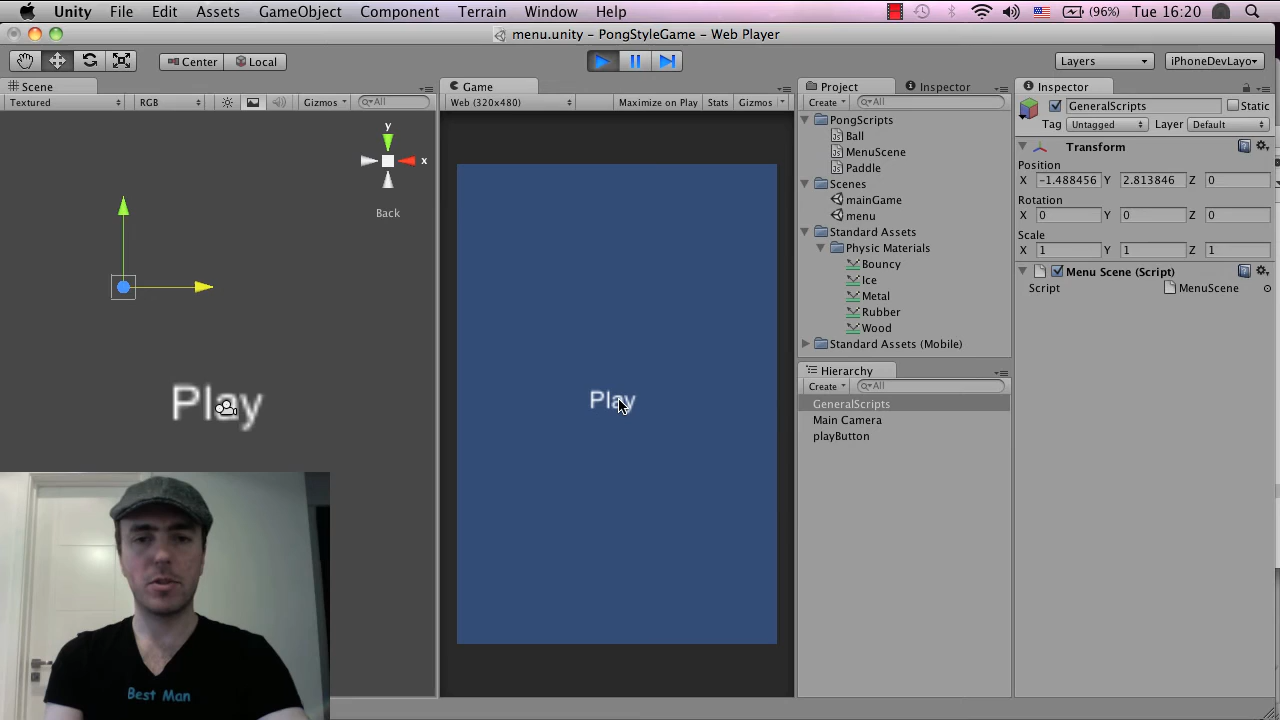 Unity File Edit Assets GameObject Component Terrain Window Help (96%) Tue 16:20
menu.unity - PongStyleGame - Web Player
Center Local Layers iPhoneDevLayo
Scene
Textured RGB Gizmos All
y
x
Back
Play
Game
Web (320x480) Maximize on Play Stats Gizmos
Play
Project Inspector
Create All
PongScripts
Ball
MenuScene
Paddle
Scenes
mainGame
menu
Standard Assets
Physic Materials
Bouncy
Ice
Metal
Rubber
Wood
Standard Assets (Mobile)
Hierarchy
Create All
GeneralScripts
Main Camera
playButton
Inspector
GeneralScripts Static
Tag Untagged Layer Default
Transform
Position
X -1.488456 Y 2.813846 Z 0
Rotation
X 0 Y 0 Z 0
Scale
X 1 Y 1 Z 1
Menu Scene (Script)
Script MenuScene
Best Man